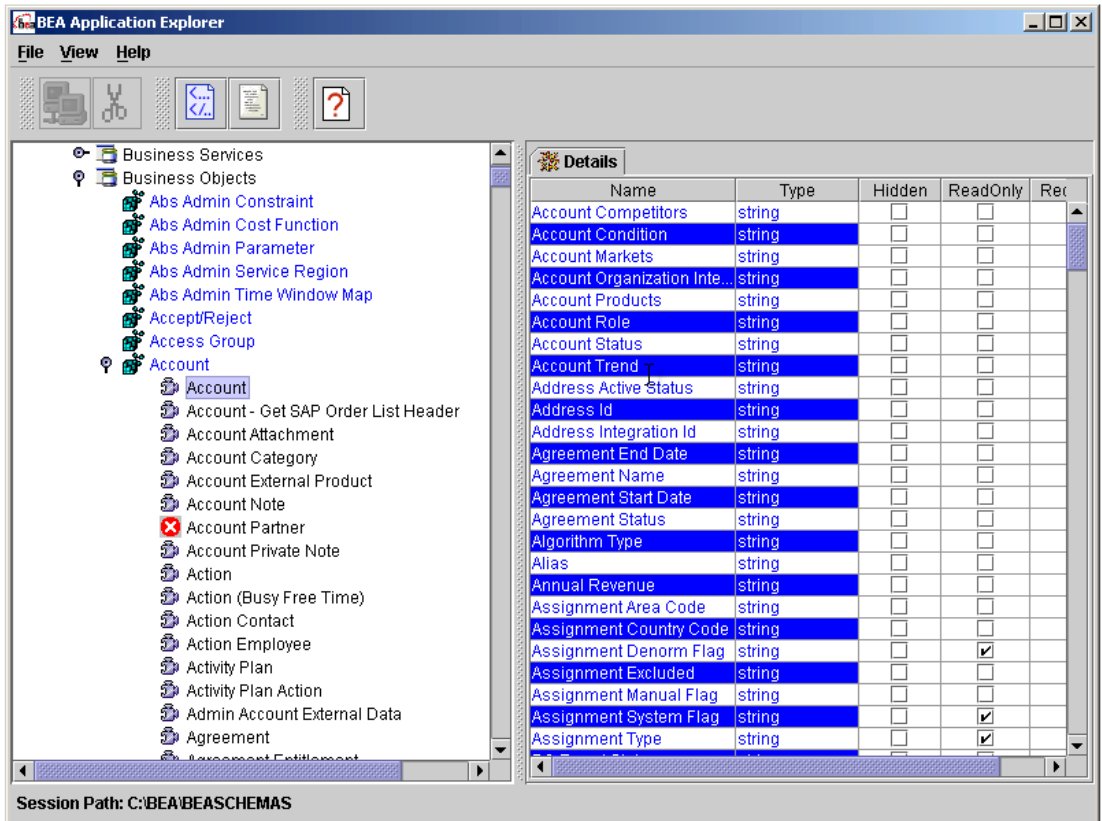 BEA Application Explorer
File View Help
Business Services
Business Objects
Abs Admin Constraint
Abs Admin Cost Function
Abs Admin Parameter
Abs Admin Service Region
Abs Admin Time Window Map
Accept/Reject
Access Group
Account
Account
Account - Get SAP Order List Header
Account Attachment
Account Category
Account External Product
Account Note
Account Partner
Account Private Note
Action
Action (Busy Free Time)
Action Contact
Action Employee
Activity Plan
Activity Plan Action
Admin Account External Data
Agreement
Agreement Entitlement
Details
Name Type Hidden ReadOnly Rec
Account Competitors string
Account Condition string
Account Markets string
Account Organization Inte... string
Account Products string
Account Role string
Account Status string
Account Trend string
Address Active Status string
Address Id string
Address Integration Id string
Agreement End Date string
Agreement Name string
Agreement Start Date string
Agreement Status string
Algorithm Type string
Alias string
Annual Revenue string
Assignment Area Code string
Assignment Country Code string
Assignment Denorm Flag string
Assignment Excluded string
Assignment Manual Flag string
Assignment System Flag string
Assignment Type string
Session Path: C:\BEA\BEASCHEMAS